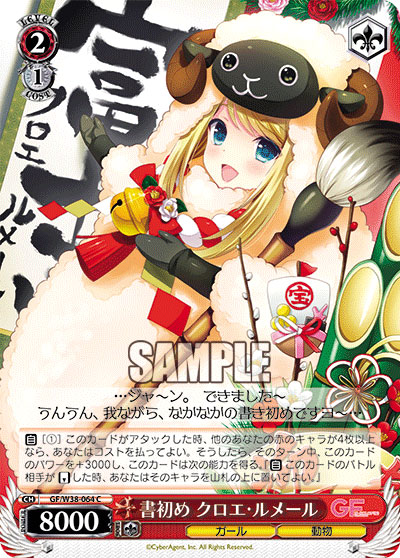 LEVEL
2
1
COST
クロエ
ルメール
宝
SAMPLE
…ジャ～ン。 できました～
うんうん、我ながら、なかなかの書き初めですヨ～…
【自】［⑴］ このカードがアタックした時、他のあなたの赤のキャラが4枚以上
なら、あなたはコストを払ってよい。そうしたら、そのターン中、このカード
のパワーを+3000し、このカードは次の能力を得る。『【自】 このカードのバトル
相手が【リバース】した時、あなたはそのキャラを山札の上に置いてよい。』
CH
GF/W38-064 C
8000
書初め クロエ・ルメール
GF
ガール
動物
©CyberAgent, Inc. All Rights Reserved.